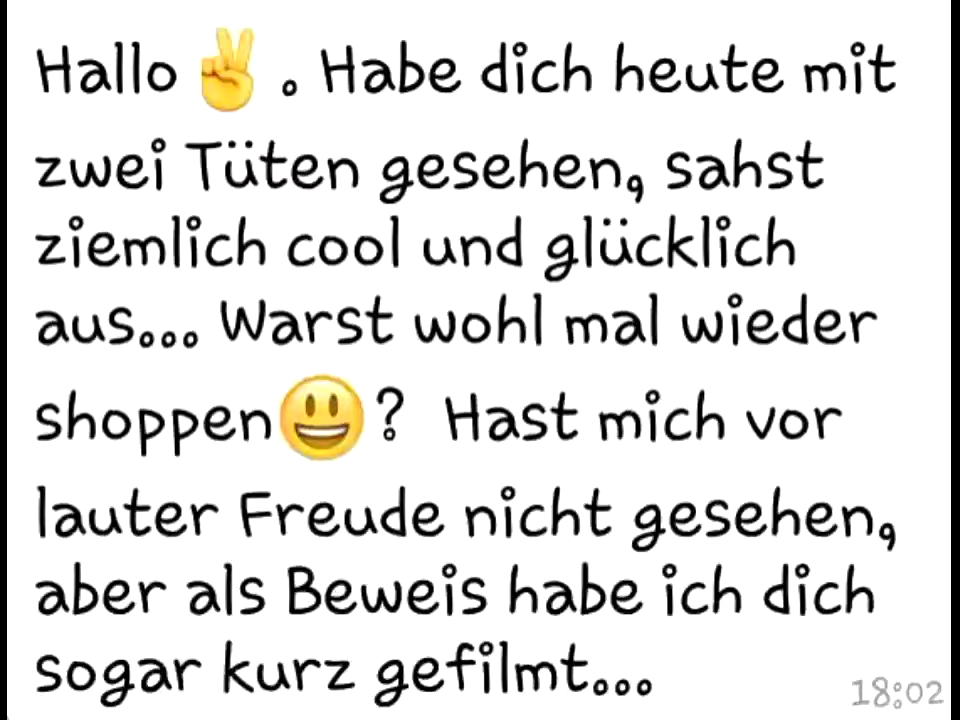 Hallo✌️. Habe dich heute mit
zwei Tüten gesehen, sahst
ziemlich cool und glücklich
aus... Warst wohl mal wieder
shoppen😃? Hast mich vor
lauter Freude nicht gesehen,
aber als Beweis habe ich dich
sogar kurz gefilmt...
18:02